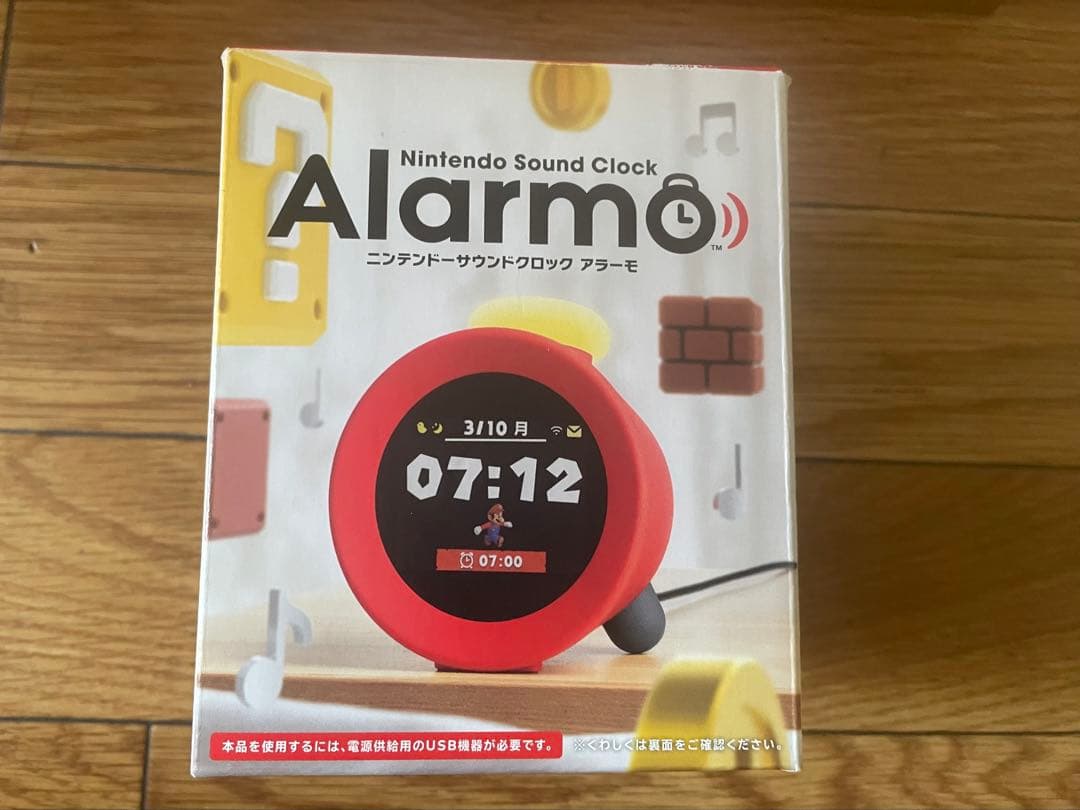 Nintendo Sound Clock
Alarmo
TM
ニンテンドーサウンドクロック アラーモ
3/10 月
07:12
07:00
本品を使用するには、電源供給用のUSB機器が必要です。 ※くわしくは裏面をご確認ください。